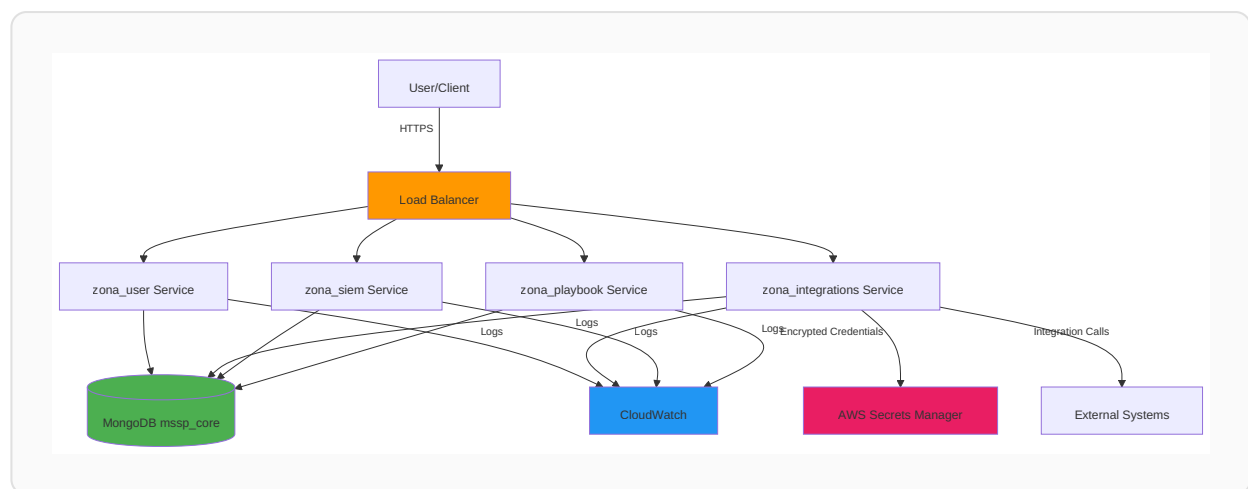 User/Client
HTTPS
Load Balancer
zona_user Service
zona_siem Service
zona_playbook Service
zona_integrations Service
Logs
Logs
Logs
Logs
Encrypted Credentials
Integration Calls
MongoDB mssp_core
CloudWatch
AWS Secrets Manager
External Systems